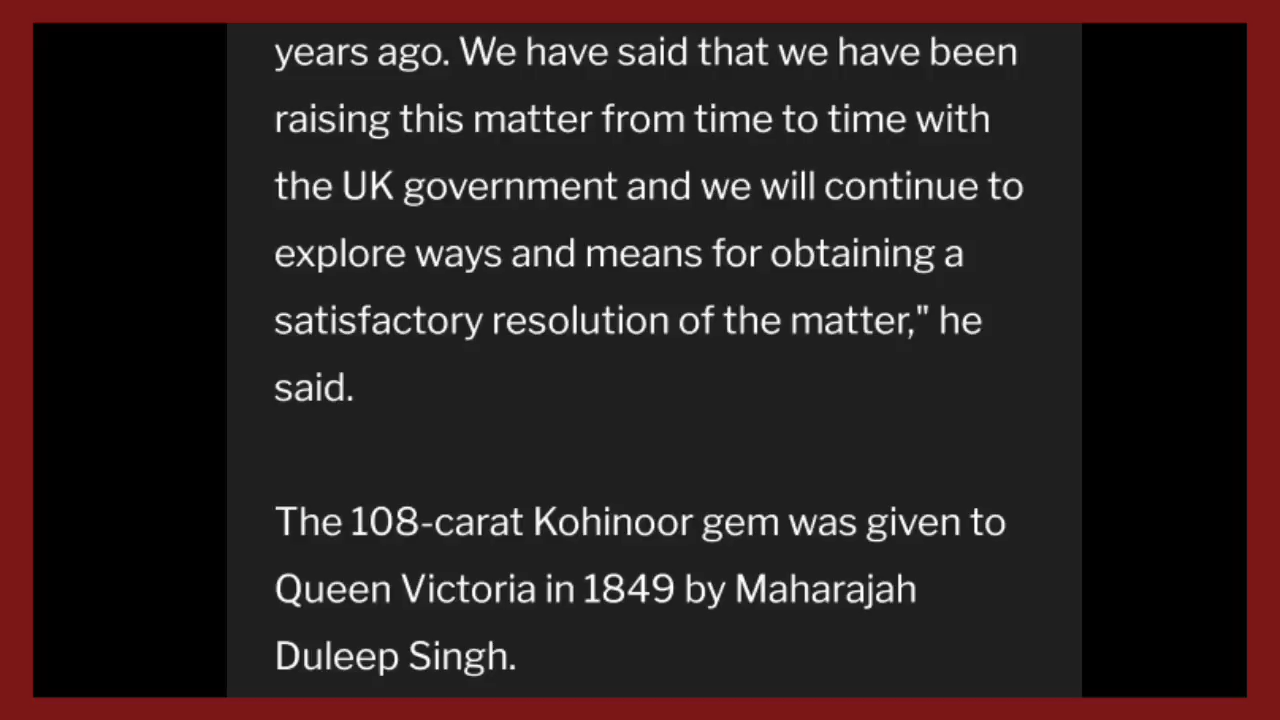 years ago. We have said that we have been
raising this matter from time to time with
the UK government and we will continue to
explore ways and means for obtaining a
satisfactory resolution of the matter," he
said.
The 108-carat Kohinoor gem was given to
Queen Victoria in 1849 by Maharajah
Duleep Singh.